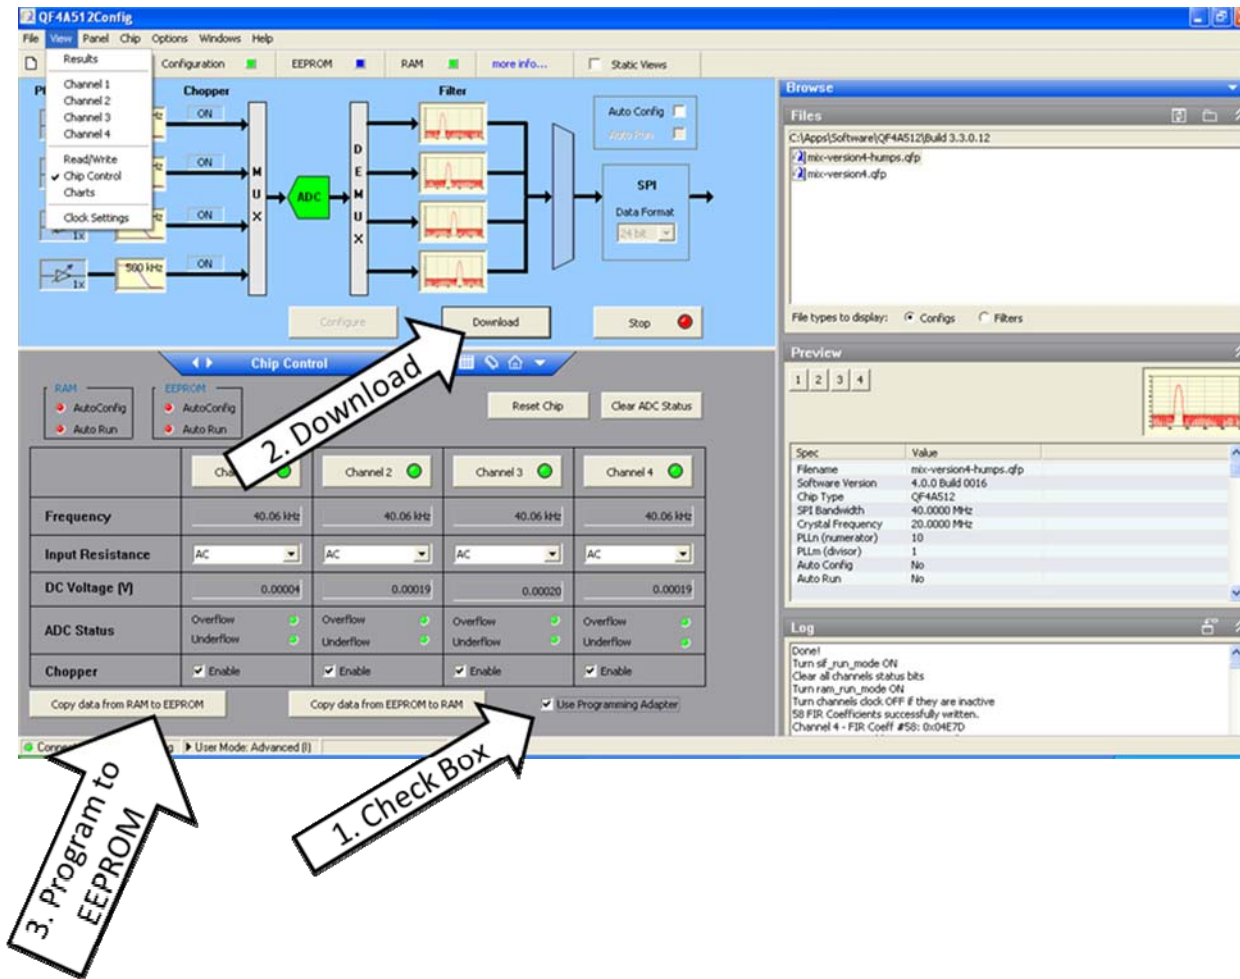 QF4A512Config
File View Panel Chip Options Windows Help
Configuration EEPROM RAM more info... Static Views
Results
Channel 1
Channel 2
Channel 3
Channel 4
Read/Write
Chip Control
Charts
Clock Settings
Chopper Filter
ON
ON
ON
500 kHz ON
1x
1x
MUX
ADC
DEMUX
Auto Config
Auto Run
SPI
Data Format
24 bit
Configure Download Stop
Chip Control
RAM EEPROM
AutoConfig AutoConfig
Auto Run Auto Run
Reset Chip Clear ADC Status
Channel 2 Channel 3 Channel 4
Frequency 40.06 kHz 40.06 kHz 40.06 kHz 40.06 kHz
Input Resistance AC AC AC AC
DC Voltage (V) 0.00004 0.00019 0.00020 0.00019
ADC Status
Overflow Overflow Overflow Overflow
Underflow Underflow Underflow Underflow
Chopper Enable Enable Enable Enable
Copy data from RAM to EEPROM Copy data from EEPROM to RAM Use Programming Adapter
User Mode: Advanced (I)
Browse
Files
C:\Apps\Software\QF4A512\Build 3.3.0.12
mix-version4-humps.qfp
mix-version4.qfp
File types to display: Configs Filters
Preview
1 2 3 4
Spec Value
Filename mix-version4-humps.qfp
Software Version 4.0.0 Build 0016
Chip Type QF4A512
SPI Bandwidth 40.0000 MHz
Crystal Frequency 20.0000 MHz
PLLn (numerator) 10
PLLm (divisor) 1
Auto Config No
Auto Run No
Log
Done!
Turn sif_run_mode ON
Clear all channels status bits
Turn ram_run_mode ON
Turn channels clock OFF if they are inactive
58 FIR Coefficients successfully written.
Channel 4 - FIR Coeff #58: 0x04E7D
1. Check Box
2. Download
3. Program to
EEPROM